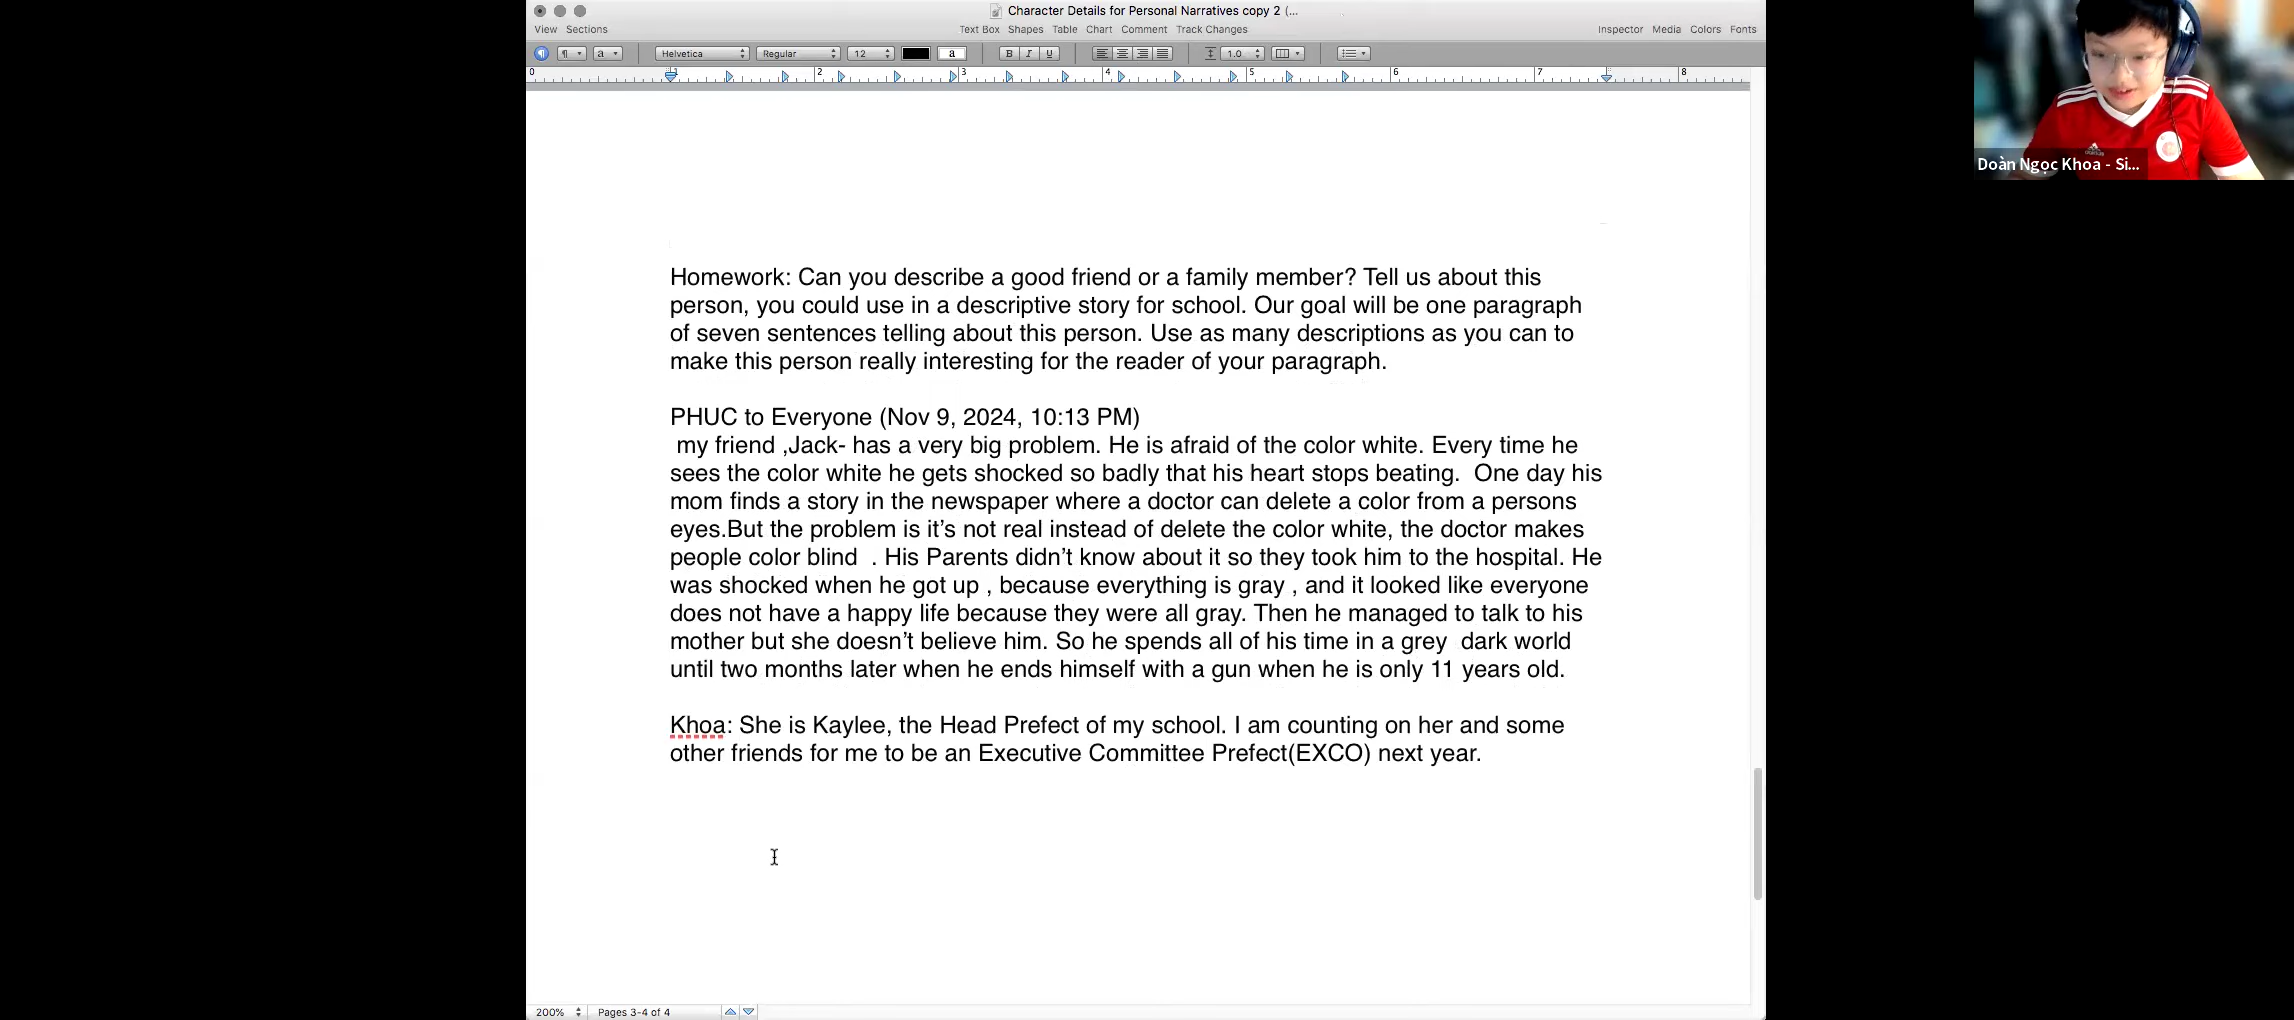 Character Details for Personal Narratives copy 2 (...
View Sections Text Box Shapes Table Chart Comment Track Changes Inspector Media Colors Fonts
Helvetica Regular 12 a B I U 1.0
0 1 2 3 4 5 6 7 8
Doàn Ngọc Khoa - Si...
Homework: Can you describe a good friend or a family member? Tell us about this
person, you could use in a descriptive story for school. Our goal will be one paragraph
of seven sentences telling about this person. Use as many descriptions as you can to
make this person really interesting for the reader of your paragraph.
PHUC to Everyone (Nov 9, 2024, 10:13 PM)
my friend ,Jack- has a very big problem. He is afraid of the color white. Every time he
sees the color white he gets shocked so badly that his heart stops beating.  One day his
mom finds a story in the newspaper where a doctor can delete a color from a persons
eyes.But the problem is it’s not real instead of delete the color white, the doctor makes
people color blind  . His Parents didn’t know about it so they took him to the hospital. He
was shocked when he got up , because everything is gray , and it looked like everyone
does not have a happy life because they were all gray. Then he managed to talk to his
mother but she doesn’t believe him. So he spends all of his time in a grey  dark world
until two months later when he ends himself with a gun when he is only 11 years old.
Khoa: She is Kaylee, the Head Prefect of my school. I am counting on her and some
other friends for me to be an Executive Committee Prefect(EXCO) next year.
200% Pages 3-4 of 4